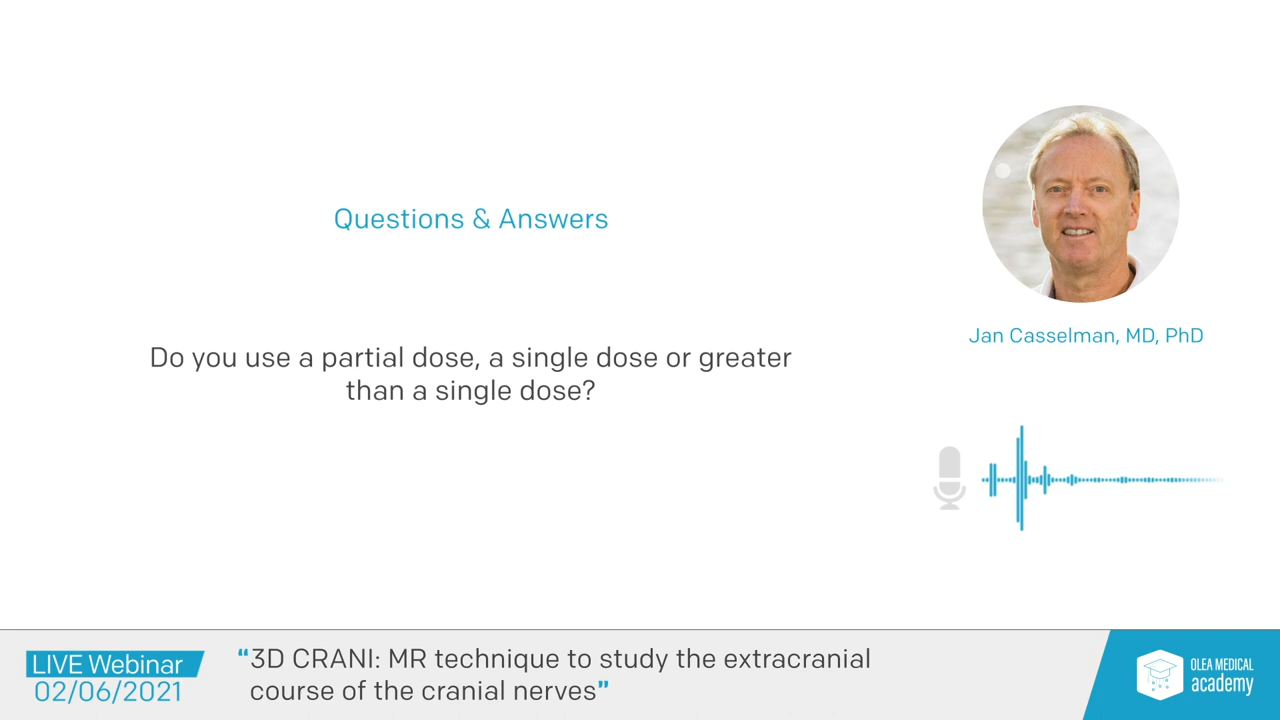 Questions & Answers
Do you use a partial dose, a single dose or greater
than a single dose?
Jan Casselman, MD, PhD
LIVE Webinar
02/06/2021
“3D CRANI: MR technique to study the extracranial
course of the cranial nerves”
OLEA MEDICAL
academy